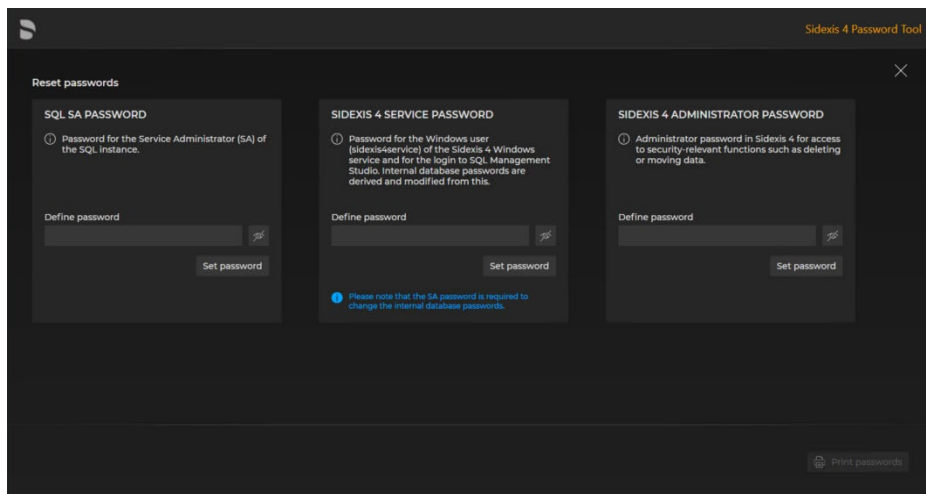 Sidexis 4 Password Tool
Reset passwords
SQL SA PASSWORD
Password for the Service Administrator (SA) of
the SQL instance.
Define password
Set password
SIDEXIS 4 SERVICE PASSWORD
Password for the Windows user
(sidexis4service) of the Sidexis 4 Windows
service and for the login to SQL Management
Studio. Internal database passwords are
derived and modified from this.
Define password
Set password
Please note that the SA password is required to
change the internal database passwords.
SIDEXIS 4 ADMINISTRATOR PASSWORD
Administrator password in Sidexis 4 for access
to security-relevant functions such as deleting
or moving data.
Define password
Set password
Print passwords